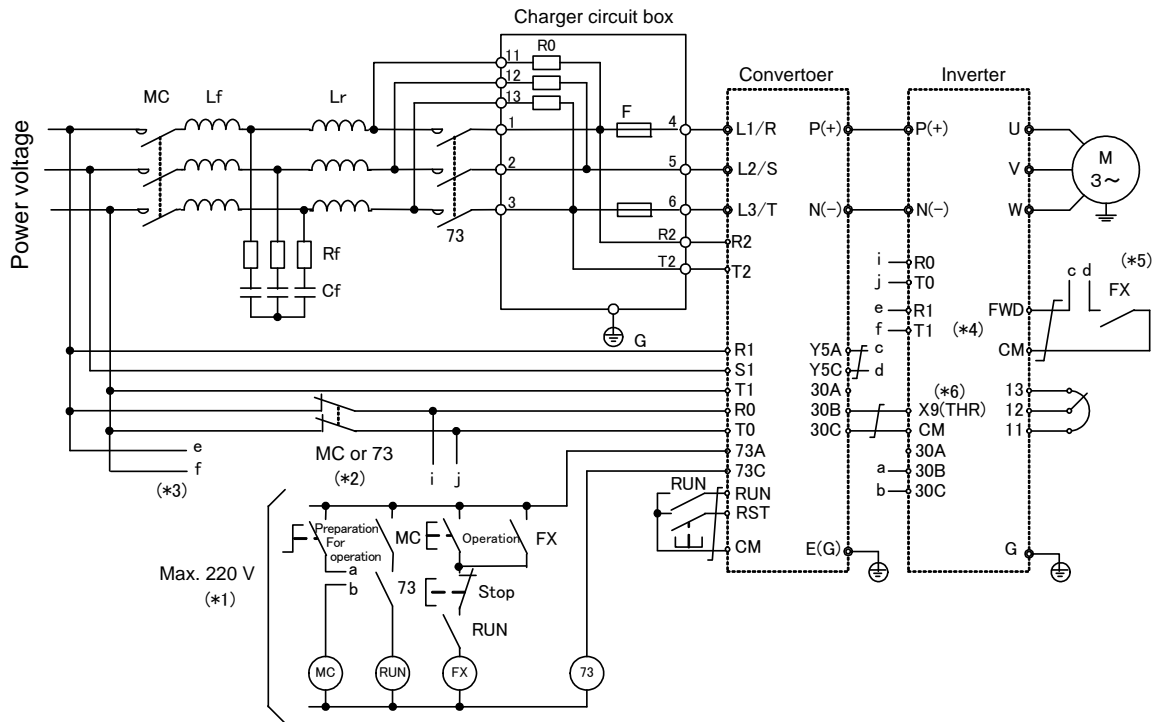 Charger circuit box
11 R0
12
13
MC Lf Lr
1 F 4
2 5
3 6
73
R2
T2
Rf
Cf
G
Power voltage
Convertoer
L1/R P(+)
L2/S
L3/T N(-)
R2
T2
R1 Y5A c
S1 Y5C d
T1 30A
R0 30B
T0 30C
73A
73C
RUN RUN
RST
CM E(G)
Inverter
P(+) U
V
N(-) W
M
3~
i R0
j T0
e R1 FWD
f T1 (*4)
CM
c d (*5)
FX
(*6) 13
X9(THR) 12
CM 11
30A
a 30B
b 30C
G
e
f
(*3)
MC or 73
(*2)
i j
Max. 220 V
(*1)
Preparation
For
operation
a
b
MC Operation FX
73 Stop
RUN
MC RUN FX 73